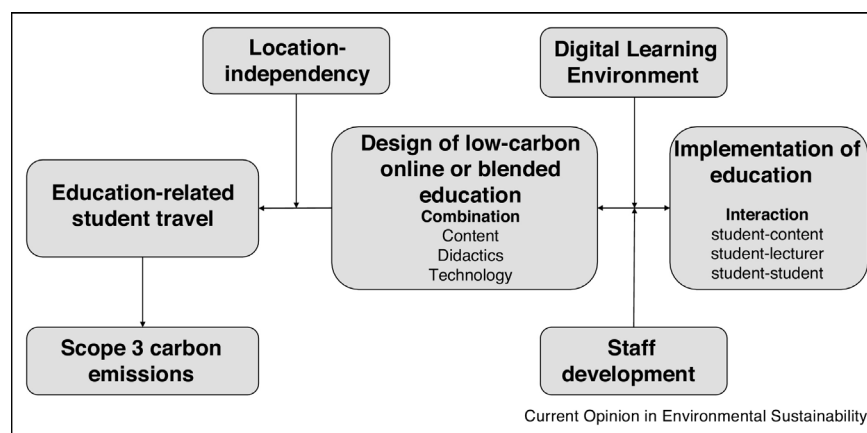 Location-
independency
Digital Learning
Environment
Design of low-carbon
online or blended
education
Combination
Content
Didactics
Technology
Implementation of
education
Interaction
student-content
student-lecturer
student-student
Education-related
student travel
Scope 3 carbon
emissions
Staff
development
Current Opinion in Environmental Sustainability